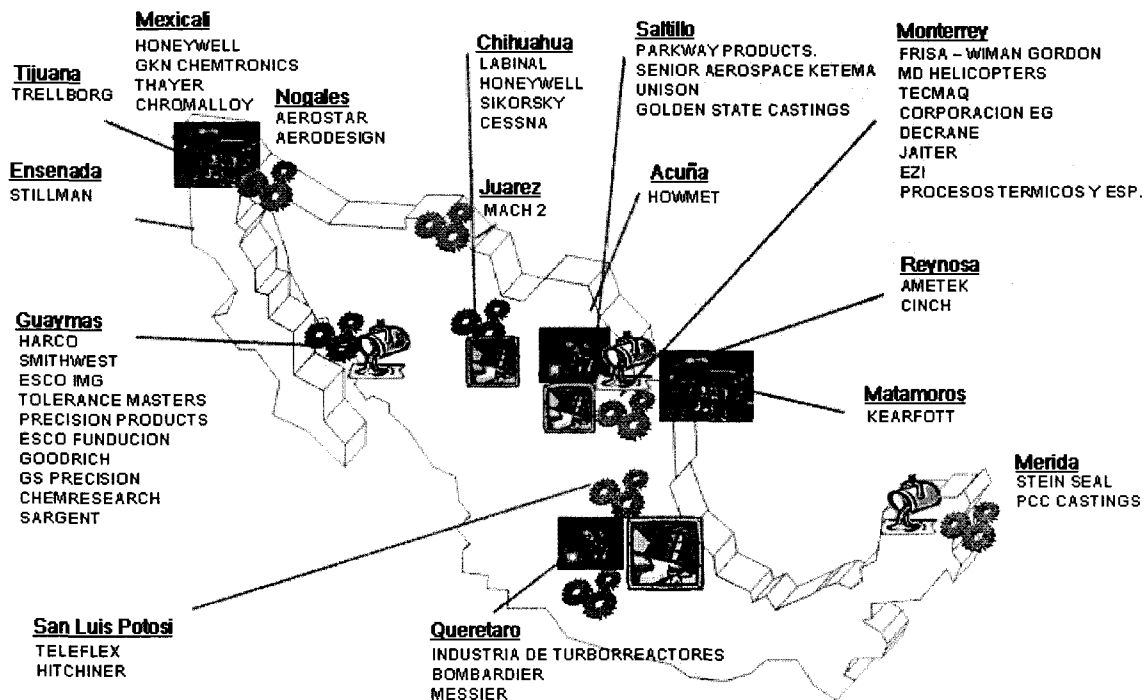 Mexicali
HONEYWELL
GKN CHEMTRONICS
THAYER
CHROMALLOY
Tijuana
TRELLBORG
Nogales
AEROSTAR
AERODESIGN
Ensenada
STILLMAN
Chihuahua
LABINAL
HONEYWELL
SIKORSKY
CESSNA
Juarez
MACH 2
Saltillo
PARKWAY PRODUCTS.
SENIOR AEROSPACE KETEMA
UNISON
GOLDEN STATE CASTINGS
Acuña
HOWMET
Monterrey
FRISA – WIMAN GORDON
MD HELICOPTERS
TECMAQ
CORPORACION EG
DECRANE
JAITER
EZI
PROCESOS TERMICOS Y ESP.
Reynosa
AMETEK
CINCH
Guaymas
HARCO
SMITHWEST
ESCO IMG
TOLERANCE MASTERS
PRECISION PRODUCTS
ESCO FUNDUCION
GOODRICH
GS PRECISION
CHEMRESEARCH
SARGENT
Matamoros
KEARFOTT
Merida
STEIN SEAL
PCC CASTINGS
San Luis Potosi
TELEFLEX
HITCHINER
Queretaro
INDUSTRIA DE TURBORREACTORES
BOMBARDIER
MESSIER